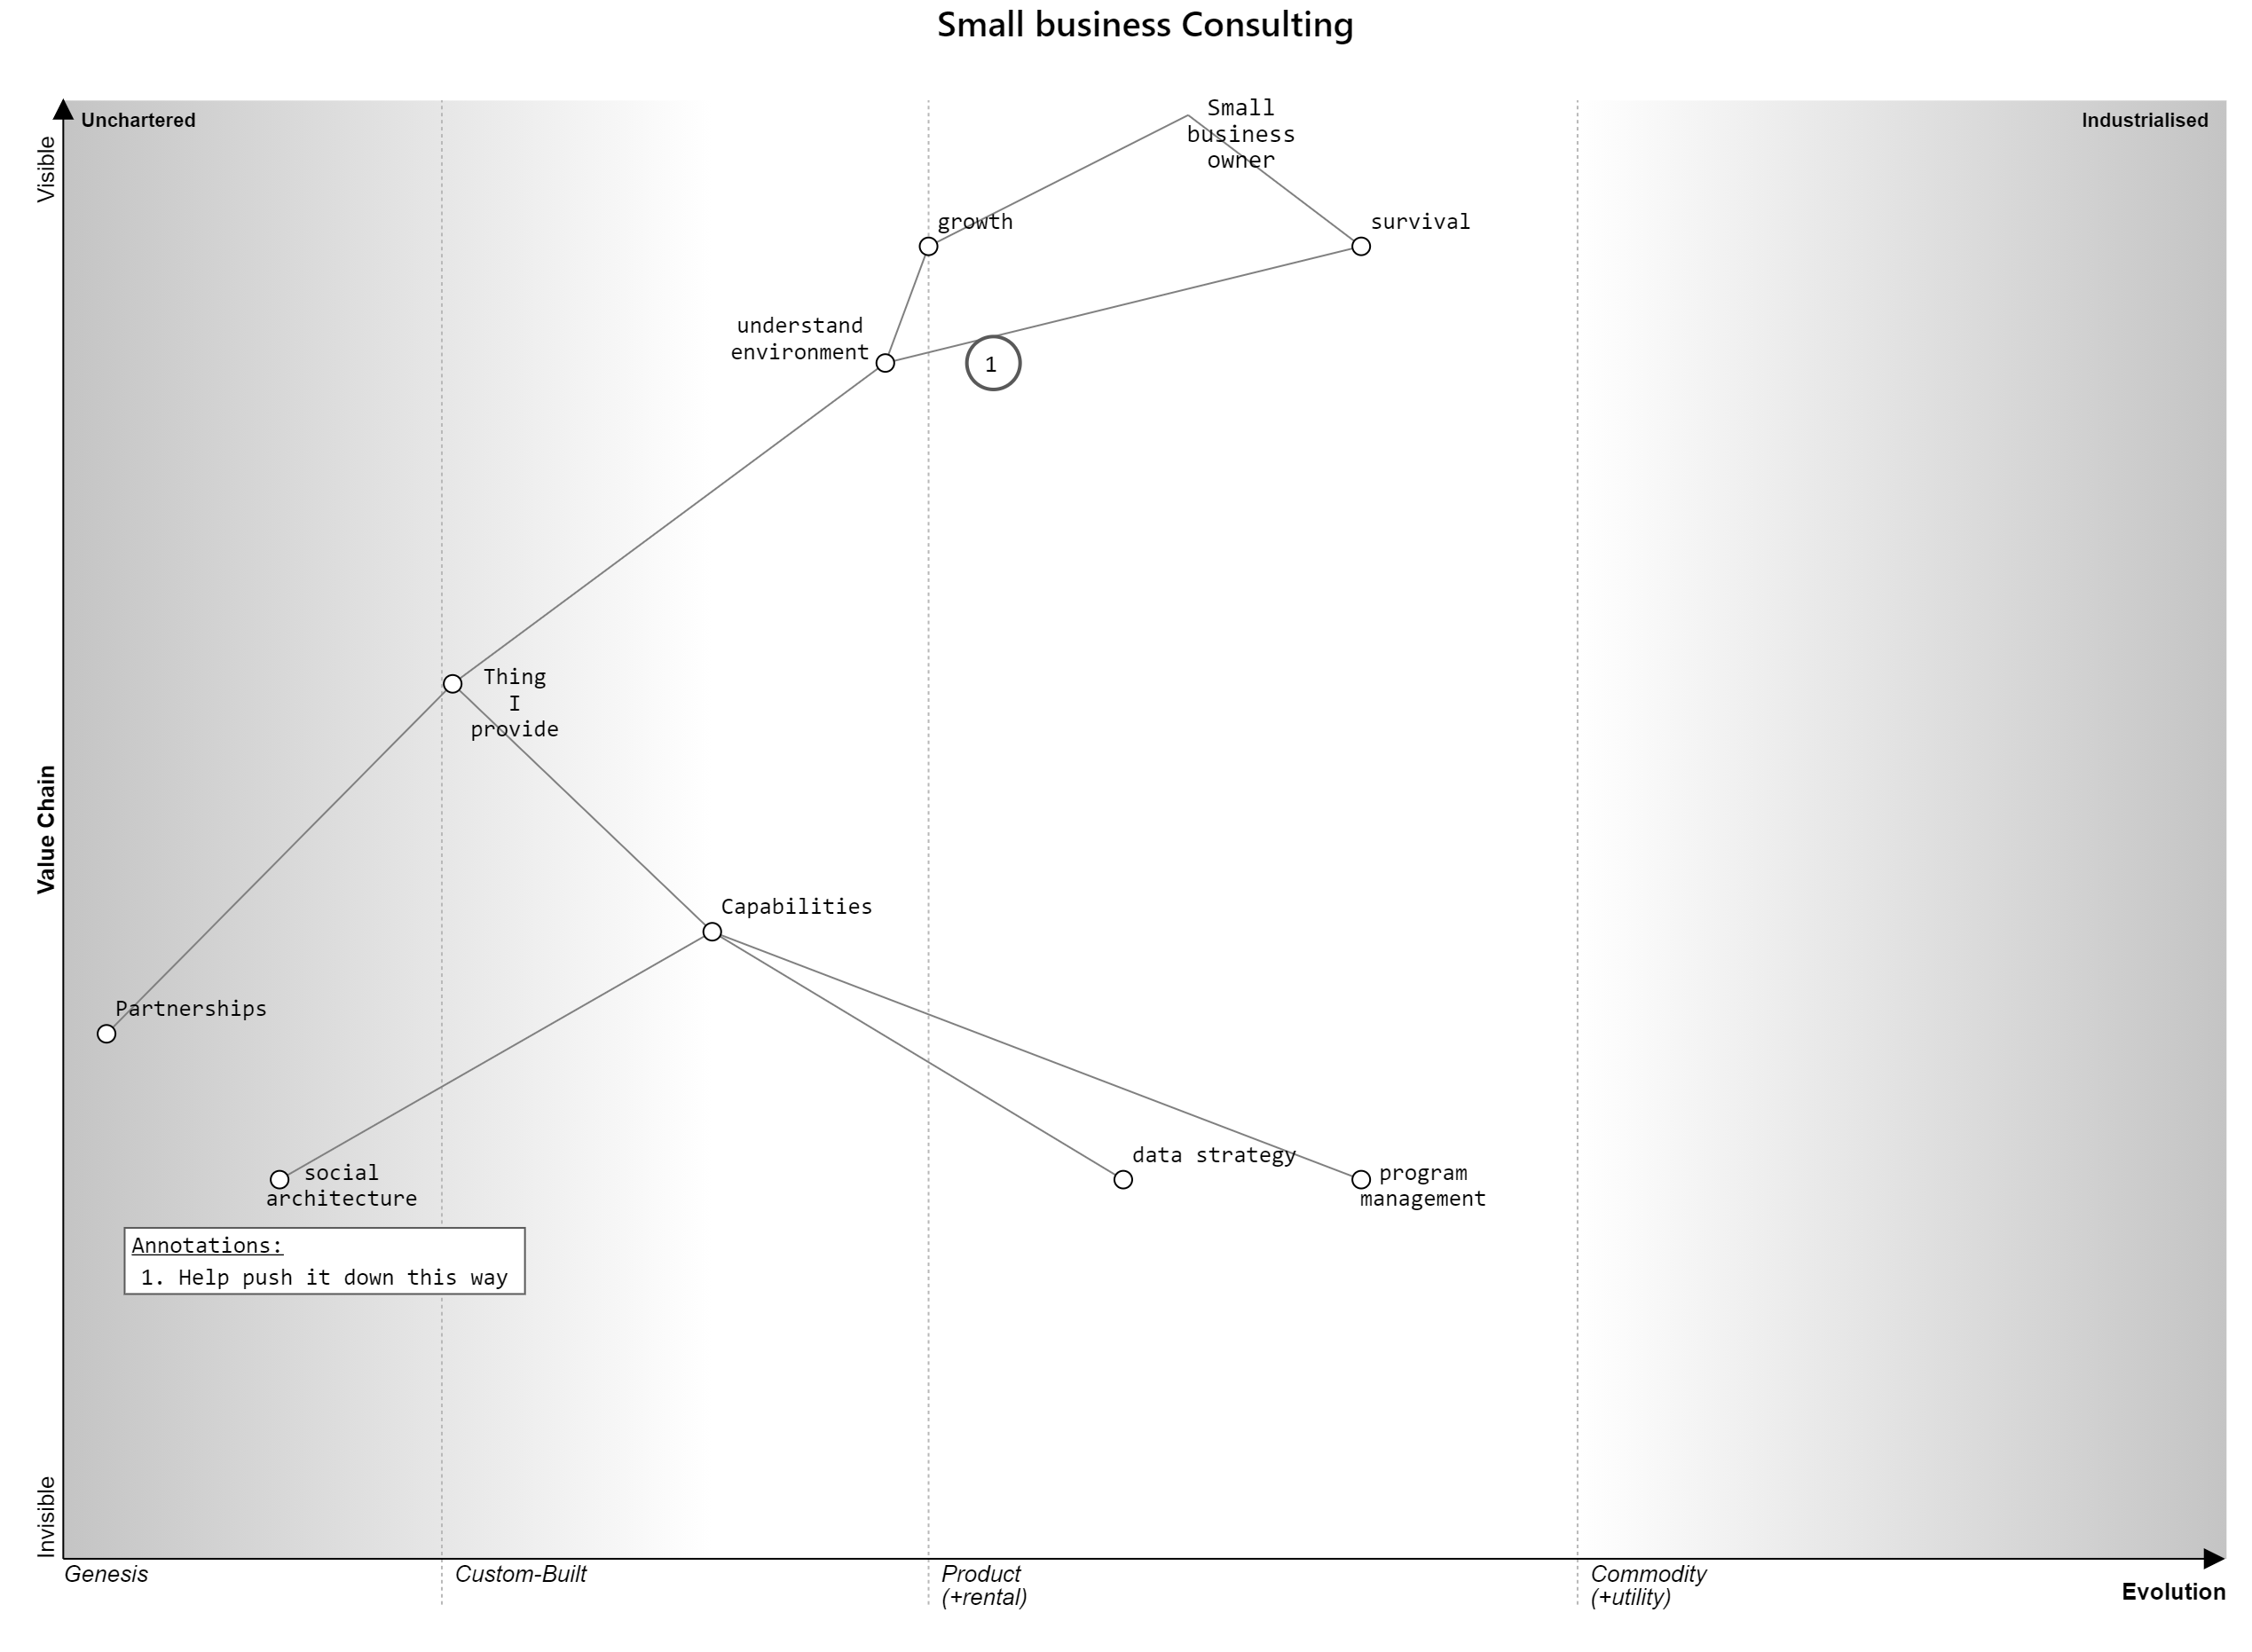 Small business Consulting
Unchartered
Industrialised
Visible
Value Chain
Invisible
Small
business
owner
growth
survival
understand
environment
1
Thing
I
provide
Capabilities
Partnerships
social
architecture
data strategy
program
management
Annotations:
1. Help push it down this way
Genesis
Custom-Built
Product
(+rental)
Commodity
(+utility)
Evolution